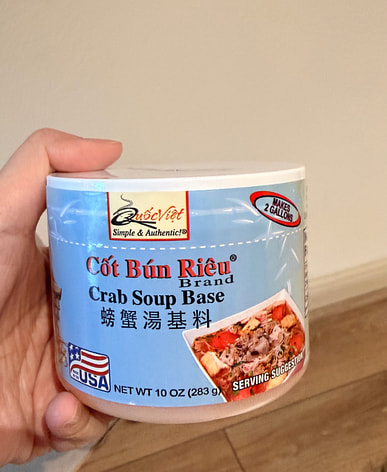 QuốcViệt
Simple & Authentic!®
MAKES
2 GALLONS
Cốt Bún Riêu®
Brand
Crab Soup Base
螃蟹湯基料
USA
NET WT 10 OZ (283 g)
SERVING SUGGESTION